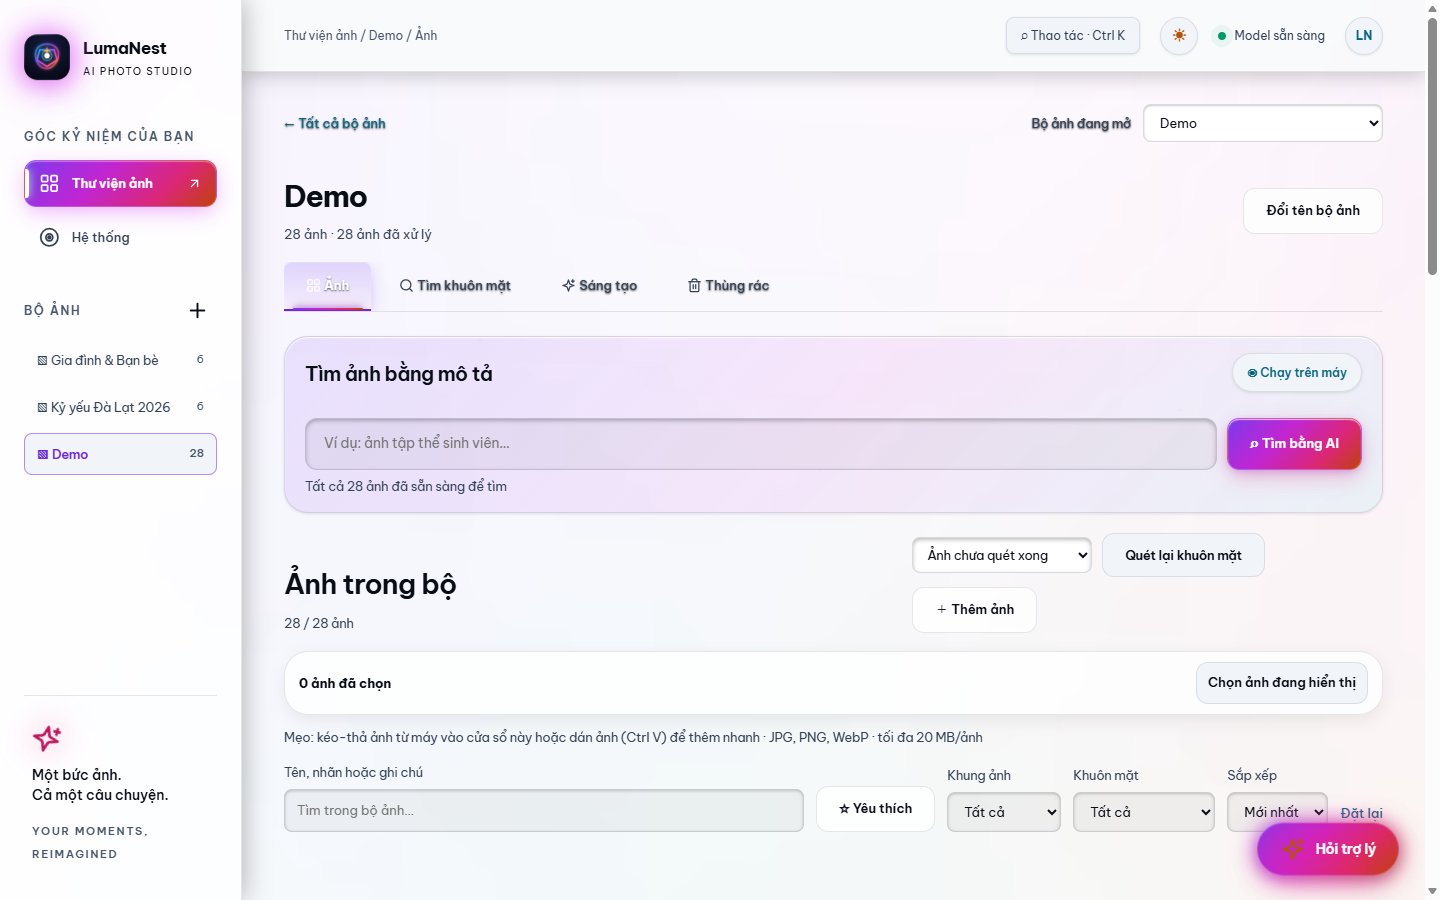 LumaNest
AI PHOTO STUDIO
GÓC KỶ NIỆM CỦA BẠN
Thư viện ảnh
Hệ thống
BỘ ẢNH
Gia đình & Bạn bè 6
Kỷ yếu Đà Lạt 2026 6
Demo 28
Một bức ảnh.
Cả một câu chuyện.
YOUR MOMENTS,
REIMAGINED
Thư viện ảnh / Demo / Ảnh
Thao tác · Ctrl K
Model sẵn sàng
LN
← Tất cả bộ ảnh
Bộ ảnh đang mở
Demo
Demo
28 ảnh · 28 ảnh đã xử lý
Đổi tên bộ ảnh
Ảnh
Tìm khuôn mặt
Sáng tạo
Thùng rác
Tìm ảnh bằng mô tả
Chạy trên máy
Ví dụ: ảnh tập thể sinh viên...
Tìm bằng AI
Tất cả 28 ảnh đã sẵn sàng để tìm
Ảnh trong bộ
28 / 28 ảnh
Ảnh chưa quét xong
Quét lại khuôn mặt
+ Thêm ảnh
0 ảnh đã chọn
Chọn ảnh đang hiển thị
Mẹo: kéo-thả ảnh từ máy vào cửa sổ này hoặc dán ảnh (Ctrl V) để thêm nhanh · JPG, PNG, WebP · tối đa 20 MB/ảnh
Tên, nhãn hoặc ghi chú
Tìm trong bộ ảnh...
Yêu thích
Khung ảnh
Tất cả
Khuôn mặt
Tất cả
Sắp xếp
Mới nhất
Đặt lại
Hỏi trợ lý